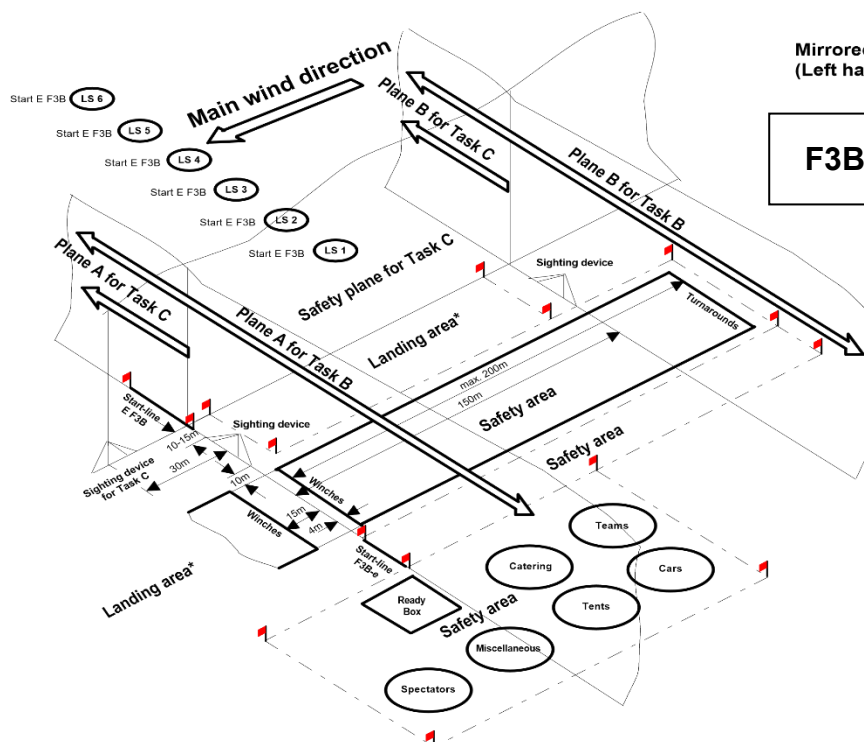 Mirrored
(Left ha
F3B
Main wind direction
Start E F3B LS 6
Start E F3B LS 5
Start E F3B LS 4
Start E F3B LS 3
Start E F3B LS 2
Start E F3B LS 1
Plane B for Task C
Plane B for Task B
Plane A for Task C
Plane A for Task B
Safety plane for Task C
Sighting device
Turnarounds
Landing area*
max. 200m
150m
Safety area
Safety area
Start-line
E F3B
Sighting device
10-15m
30m
Sighting device
for Task C
10m
Winches
Winches
15m
4m
Start-line
F3B-e
Landing area*
Ready
Box
Safety area
Teams
Catering
Cars
Tents
Miscellaneous
Spectators